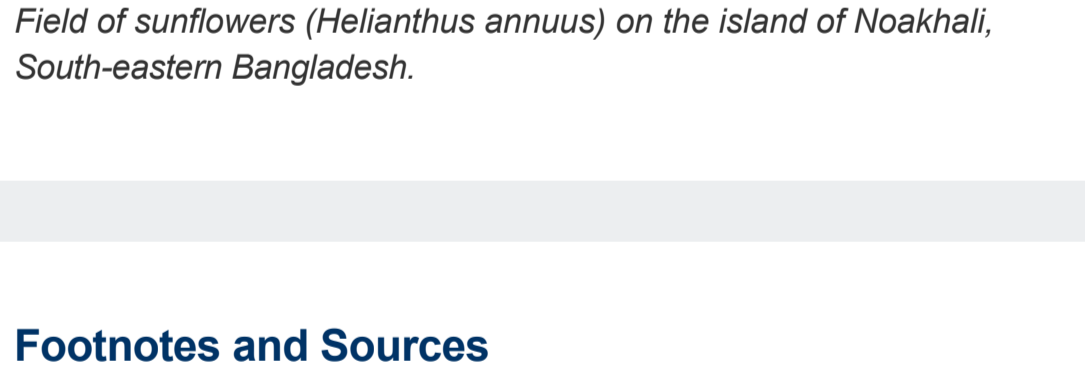 Field of sunflowers (Helianthus annuus) on the island of Noakhali,
South-eastern Bangladesh.
Footnotes and Sources